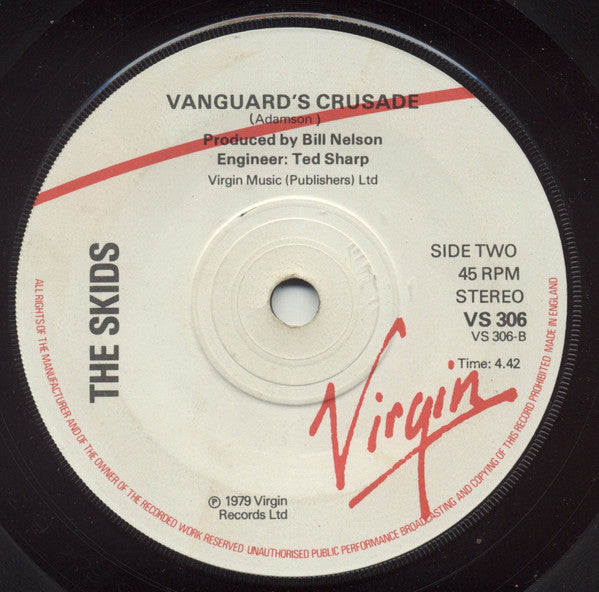 VANGUARD'S CRUSADE
(Adamson )
Produced by Bill Nelson
Engineer: Ted Sharp
Virgin Music (Publishers) Ltd
THE SKIDS
SIDE TWO
45 RPM
STEREO
VS 306
VS 306-B
Time: 4.42
Virgin
℗ 1979 Virgin
Records Ltd
ALL RIGHTS OF THE MANUFACTURER AND OF THE OWNER OF THE RECORDED WORK RESERVED UNAUTHORISED PUBLIC PERFORMANCE BROADCASTING AND COPYING OF THIS RECORD PROHIBITED MADE IN ENGLAND